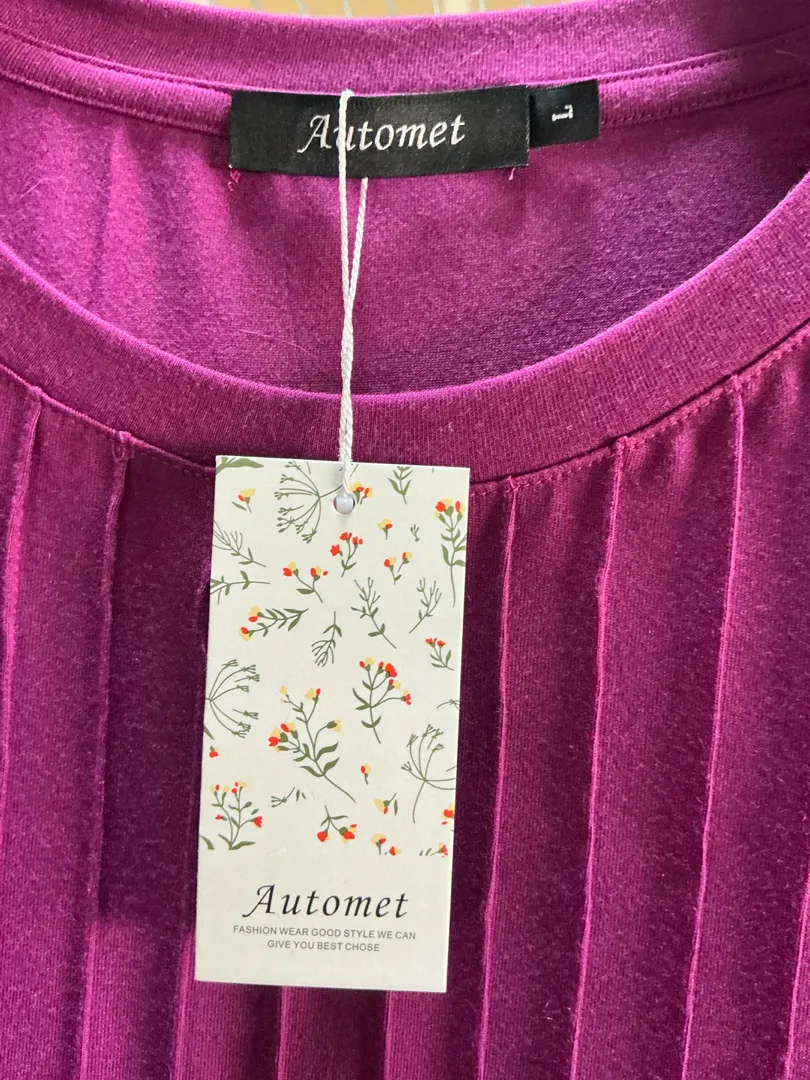 Automet
L
Automet
FASHION WEAR GOOD STYLE WE CAN
GIVE YOU BEST CHOSE